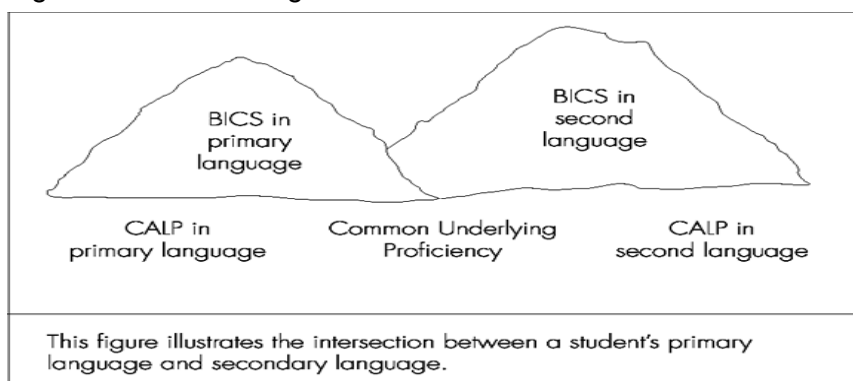 BICS in
primary
language
BICS in
second
language
CALP in
primary language
Common Underlying
Proficiency
CALP in
second language
This figure illustrates the intersection between a student's primary
language and secondary language.